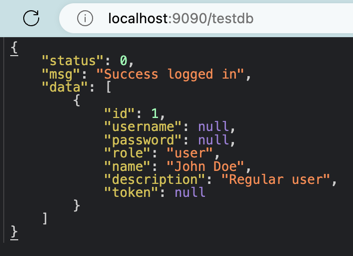 localhost:9090/testdb
{
    "status": 0,
    "msg": "Success logged in",
    "data": [
        {
            "id": 1,
            "username": null,
            "password": null,
            "role": "user",
            "name": "John Doe",
            "description": "Regular user",
            "token": null
        }
    ]
}